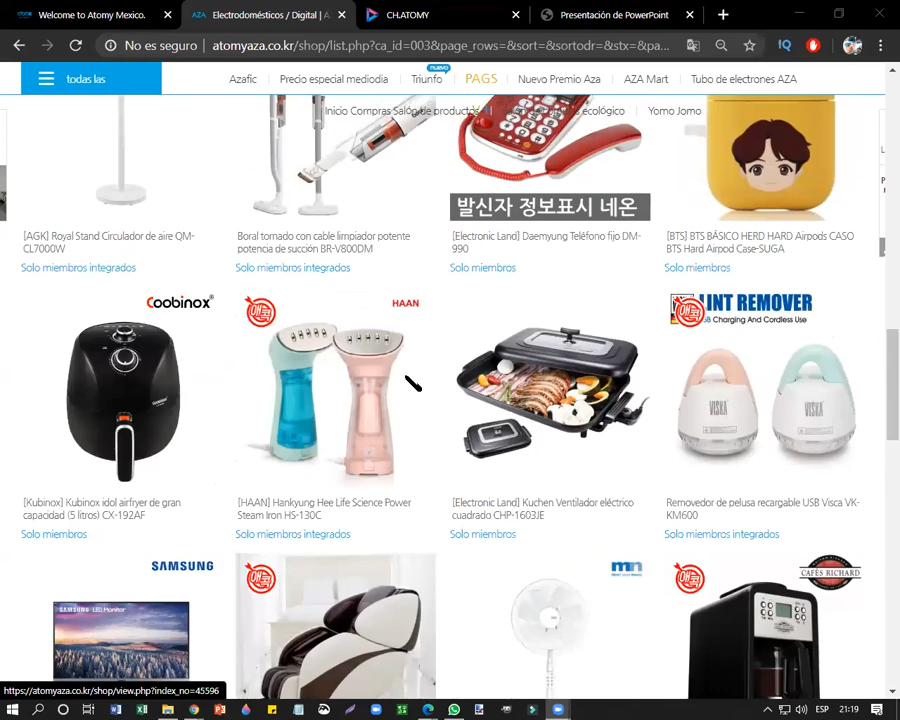 Welcome to Atomy Mexico.
AZA
Electrodomésticos / Digital | A
CH.ATOMY
Presentación de PowerPoint
No es seguro
atomyaza.co.kr/shop/list.php?ca_id=003&page_rows=&sort=&sortodr=&stx=&pa...
IQ
todas las
Azafic
Precio especial mediodia
nuevo
Triunfo
PAGS
Nuevo Premio Aza
AZA Mart
Tubo de electrones AZA
Inicio Compras Salón de productos
ecológico
Yomo Jomo
발신자 정보표시 네온
[AGK] Royal Stand Circulador de aire QM-
CL7000W
Solo miembros integrados
Boral tornado con cable limpiador potente
potencia de succión BR-V800DM
Solo miembros integrados
[Electronic Land] Daemyung Teléfono fijo DM-
990
Solo miembros
[BTS] BTS BÁSICO HERD HARD Airpods CASO
BTS Hard Airpod Case-SUGA
Solo miembros
Coobinox
HAAN
LINT REMOVER
USB Charging And Cordless Use
VISKA
VISKA
[Kubinox] Kubinox idol airfryer de gran
capacidad (5 litros) CX-192AF
Solo miembros
[HAAN] Hankyung Hee Life Science Power
Steam Iron HS-130C
Solo miembros integrados
[Electronic Land] Kuchen Ventilador eléctrico
cuadrado CHP-1603JE
Solo miembros
Removedor de pelusa recargable USB Visca VK-
KM600
Solo miembros integrados
SAMSUNG
SAMSUNG LED Monitor
mn
CAFÉS RICHARD
https://atomyaza.co.kr/shop/view.php?index_no=45596
ESP
21:19